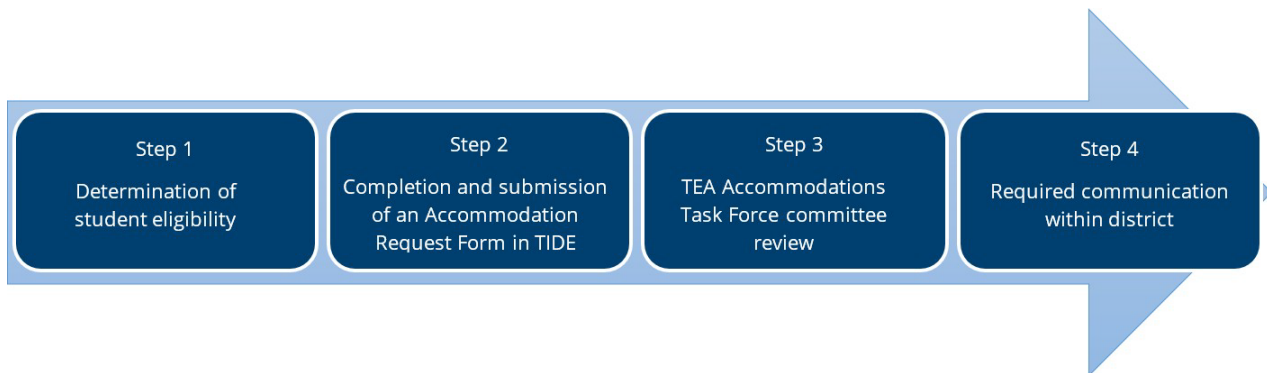 Step 1
Determination of
student eligibility
Step 2
Completion and submission
of an Accommodation
Request Form in TIDE
Step 3
TEA Accommodations
Task Force committee
review
Step 4
Required communication
within district